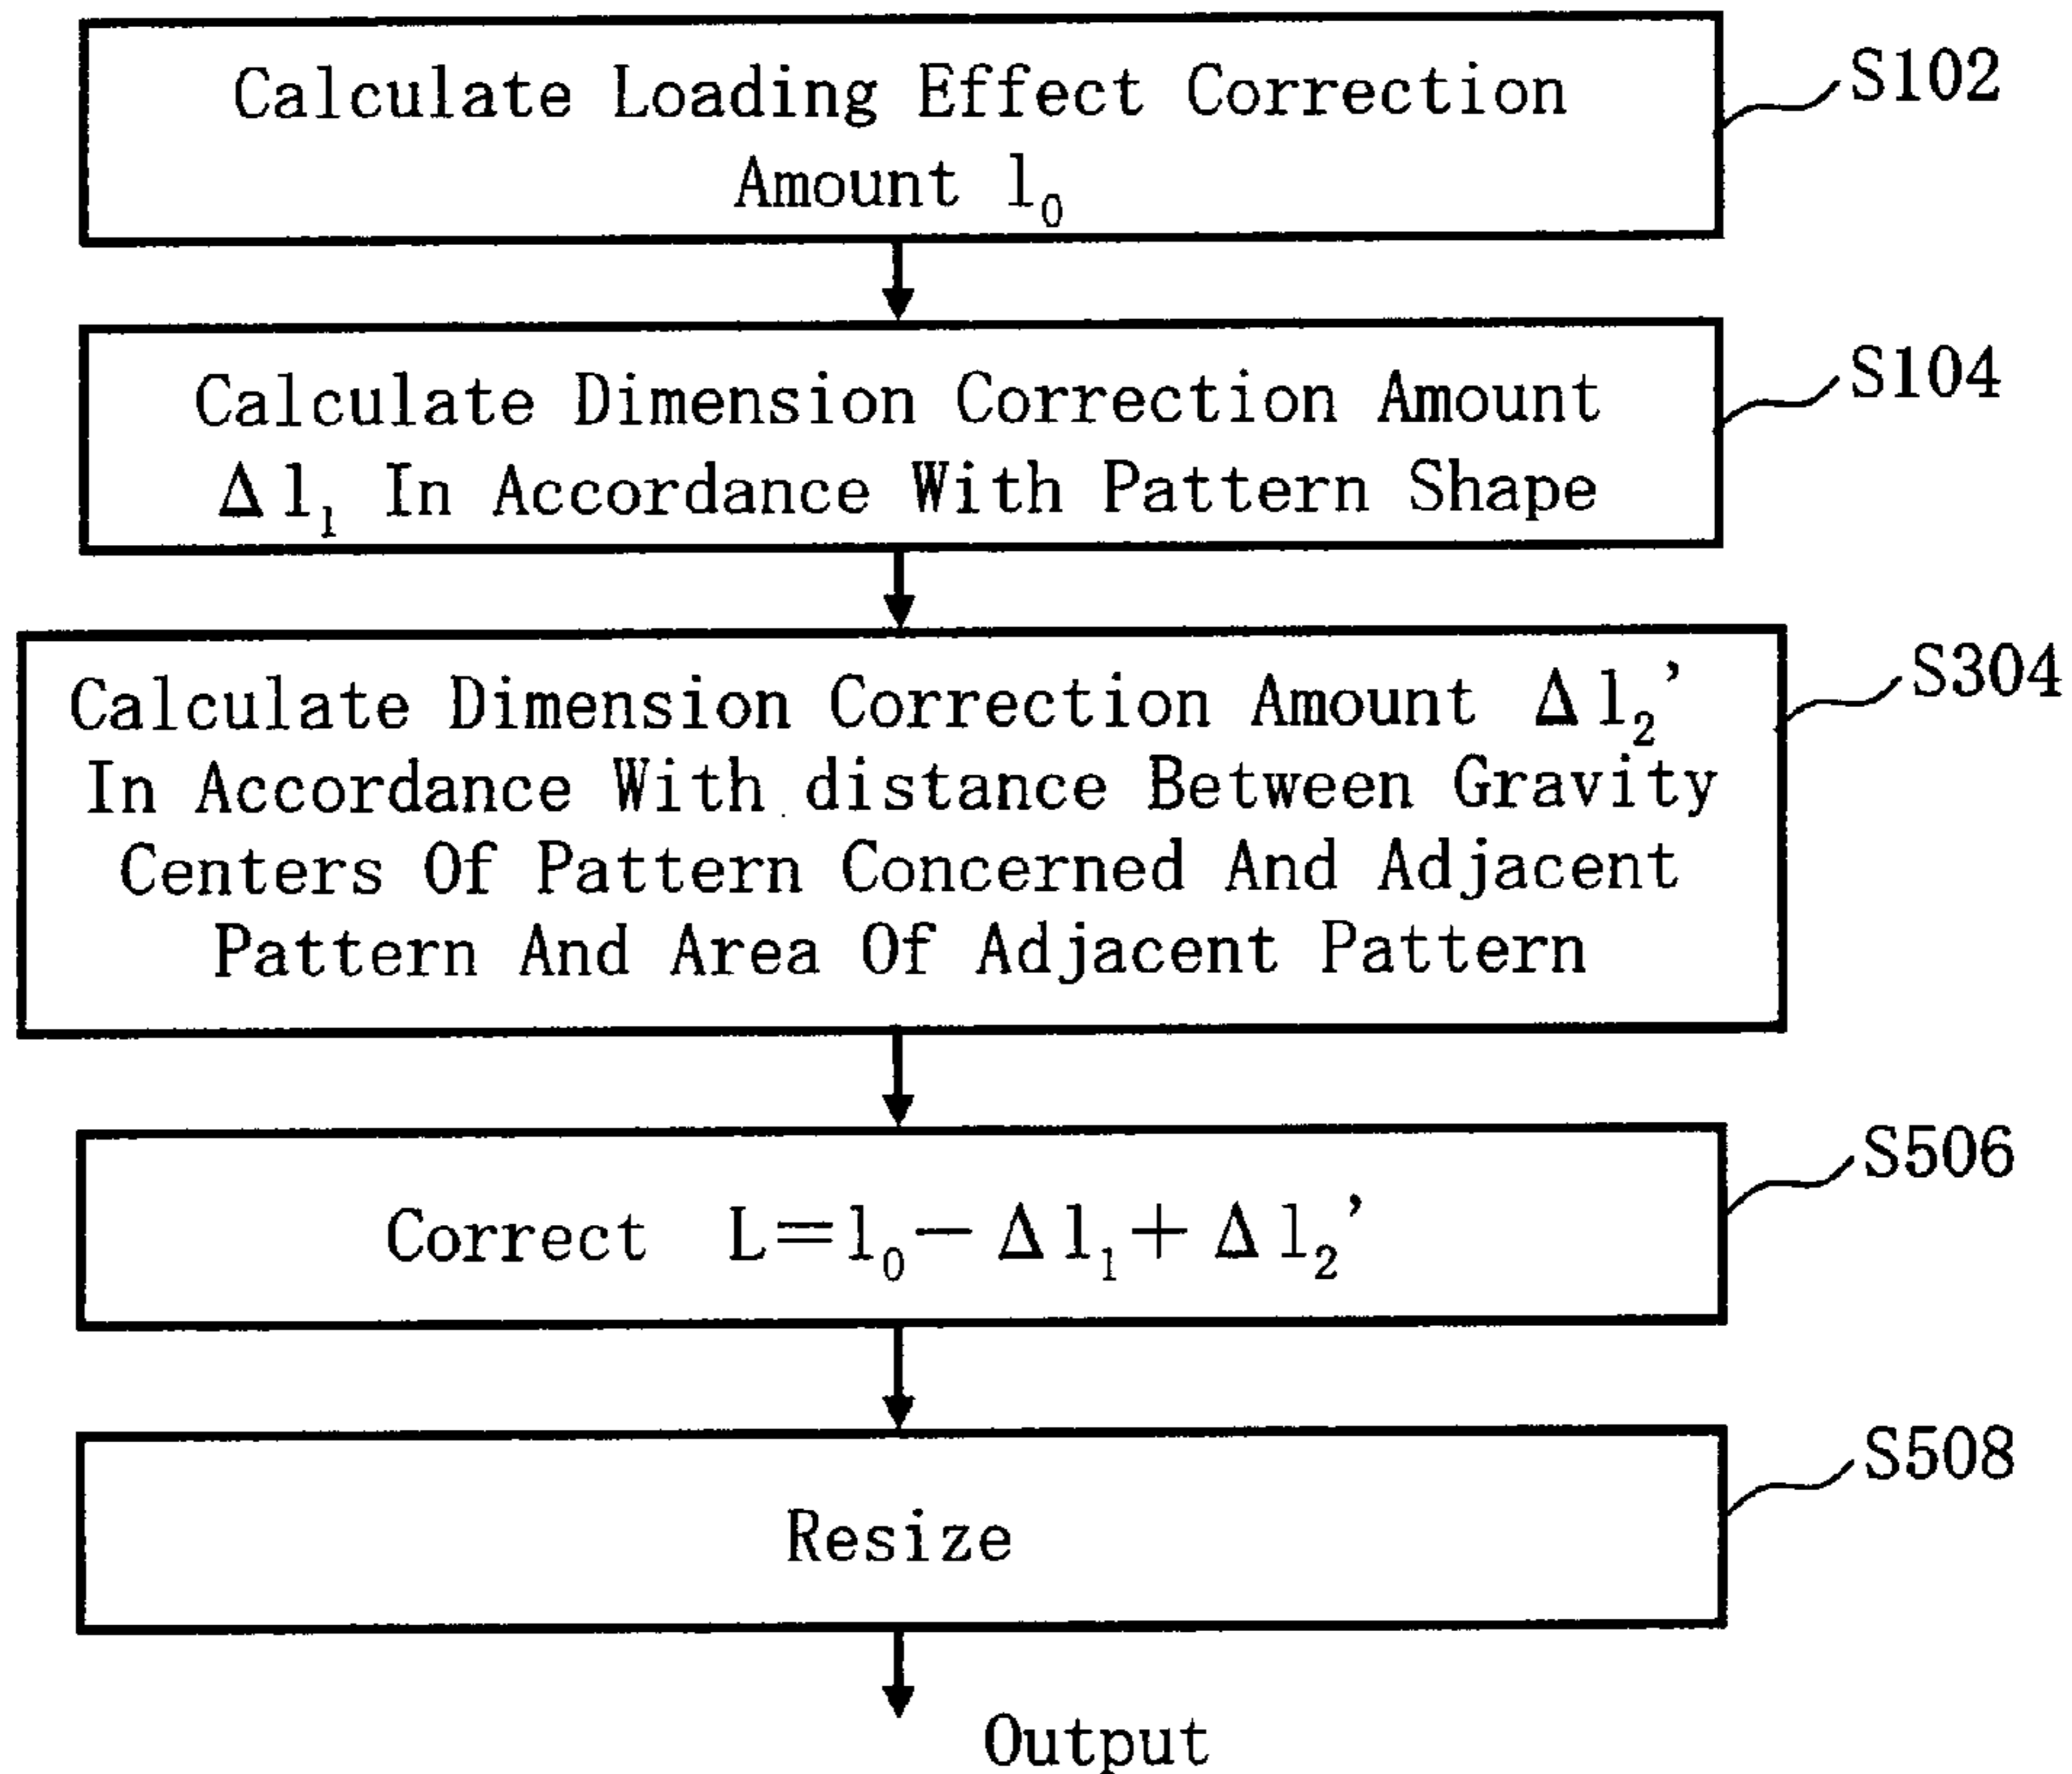 Calculate Loading Effect Correction
Amount l₀
S102
Calculate Dimension Correction Amount
Δl₁ In Accordance With Pattern Shape
S104
Calculate Dimension Correction Amount Δl₂'
In Accordance With distance Between Gravity
Centers Of Pattern Concerned And Adjacent
Pattern And Area Of Adjacent Pattern
S304
Correct L=l₀-Δl₁+Δl₂'
S506
Resize
S508
Output